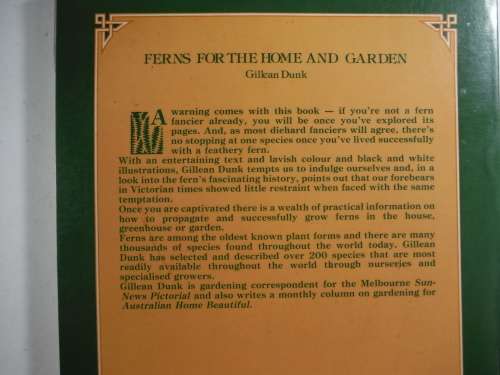 FERNS FOR THE HOME AND GARDEN
Gillean Dunk
A warning comes with this book — if you're not a fern
fancier already, you will be once you've explored its
pages. And, as most diehard fanciers will agree, there's
no stopping at one species once you've lived successfully
with a feathery fern.
With an entertaining text and lavish colour and black and white
illustrations, Gillean Dunk tempts us to indulge ourselves and, in a
look into the fern's fascinating history, points out that our forebears
in Victorian times showed little restraint when faced with the same
temptation.
Once you are captivated there is a wealth of practical information on
how to propagate and successfully grow ferns in the house,
greenhouse or garden.
Ferns are among the oldest known plant forms and there are many
thousands of species found throughout the world today. Gillean
Dunk has selected and described over 200 species that are most
readily available throughout the world through nurseries and
specialised growers.
Gillean Dunk is gardening correspondent for the Melbourne Sun-
News Pictorial and also writes a monthly column on gardening for
Australian Home Beautiful.